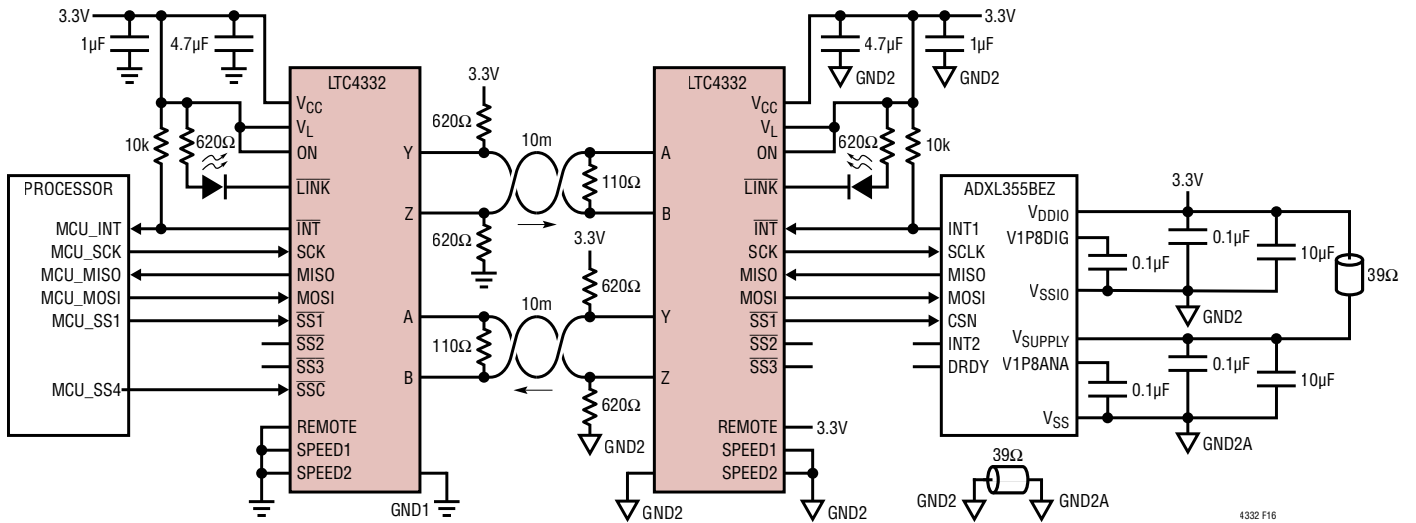 3.3V
1µF
4.7µF
10k
620Ω
LTC4332
VCC
VL
ON
LINK
INT
SCK
MISO
MOSI
SS1
SS2
SS3
SSC
REMOTE
SPEED1
SPEED2
Y
Z
A
B
GND1
PROCESSOR
MCU_INT
MCU_SCK
MCU_MISO
MCU_MOSI
MCU_SS1
MCU_SS4
3.3V
620Ω
10m
110Ω
620Ω
3.3V
620Ω
10m
110Ω
620Ω
GND2
LTC4332
A
B
Y
Z
VCC
VL
ON
LINK
INT
SCK
MISO
MOSI
SS1
SS2
SS3
REMOTE
3.3V
SPEED1
SPEED2
GND2
GND2
3.3V
4.7µF
1µF
GND2
GND2
620Ω
10k
ADXL355BEZ
INT1
SCLK
MISO
MOSI
CSN
INT2
DRDY
VDDIO
V1P8DIG
VSSIO
VSUPPLY
V1P8ANA
VSS
3.3V
0.1µF
0.1µF
10µF
39Ω
GND2
0.1µF
0.1µF
10µF
GND2A
39Ω
GND2
GND2A
4332 F16